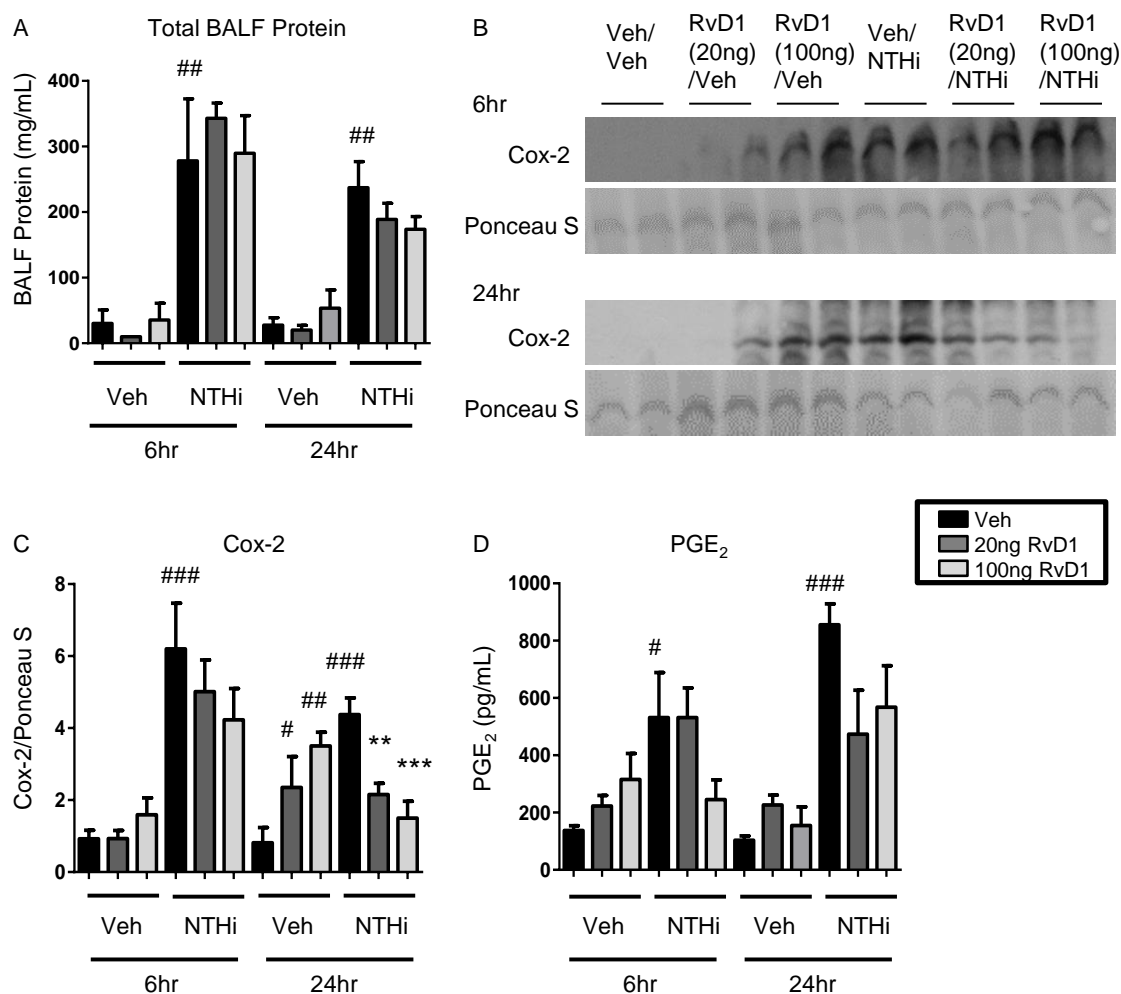 A
Total BALF Protein
BALF Protein (mg/mL)
400
300
200
100
0
##
##
Veh
NTHi
Veh
NTHi
6hr
24hr
B
Veh/
Veh
RvD1
(20ng)
/Veh
RvD1
(100ng)
/Veh
Veh/
NTHi
RvD1
(20ng)
/NTHi
RvD1
(100ng)
/NTHi
6hr
Cox-2
Ponceau S
24hr
Cox-2
Ponceau S
C
Cox-2
Cox-2/Ponceau S
8
6
4
2
0
###
#
##
###
**
***
Veh
NTHi
Veh
NTHi
6hr
24hr
D
PGE2
PGE2 (pg/mL)
1000
800
600
400
200
0
#
###
Veh
NTHi
Veh
NTHi
6hr
24hr
Veh
20ng RvD1
100ng RvD1